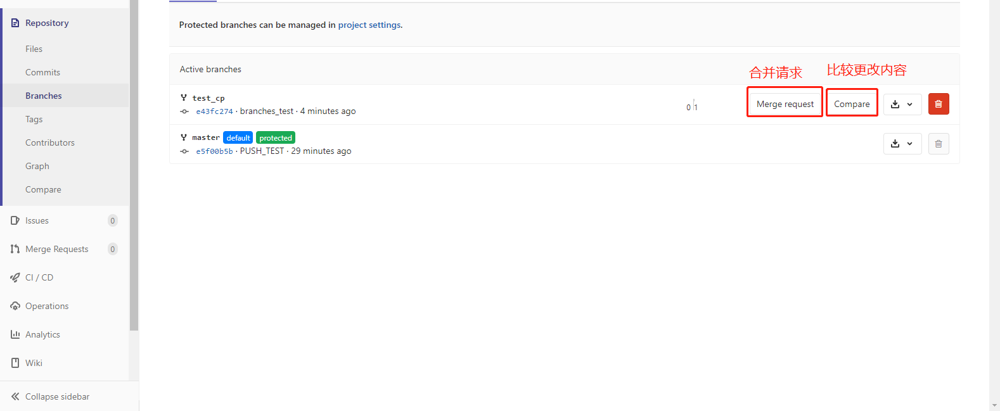 Repository
Files
Commits
Branches
Tags
Contributors
Graph
Compare
Issues 0
Merge Requests 0
CI / CD
Operations
Analytics
Wiki
Collapse sidebar
Protected branches can be managed in project settings.
Active branches
合并请求
比较更改内容
test_cp
e43fc274 · branches_test · 4 minutes ago
0 1
Merge request
Compare
master default protected
e5f00b5b · PUSH_TEST · 29 minutes ago